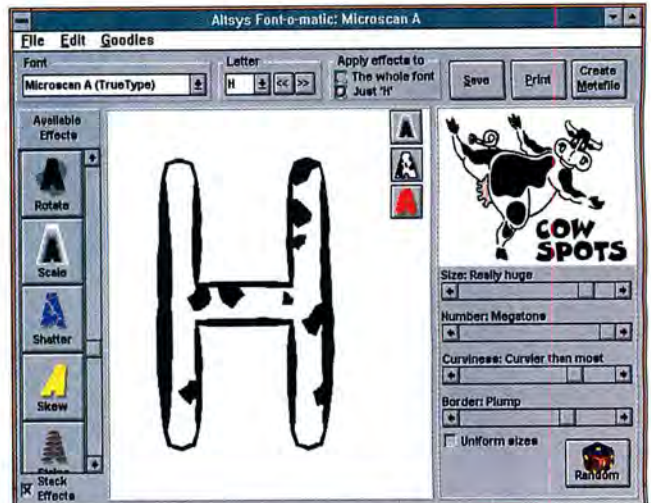 Altsys Font-o-matic: Microscan A
File Edit Goodies
Font
Microscan A (TrueType)
Letter
H
<< >>
Apply effects to
The whole font
Just 'H'
Save
Print
Create
Metafile
Available
Effects
Rotate
Scale
Shatter
Skew
Stack
Effects
COW
SPOTS
Size: Really huge
Number: Megatons
Curviness: Curvier than most
Border: Plump
Uniform sizes
Random